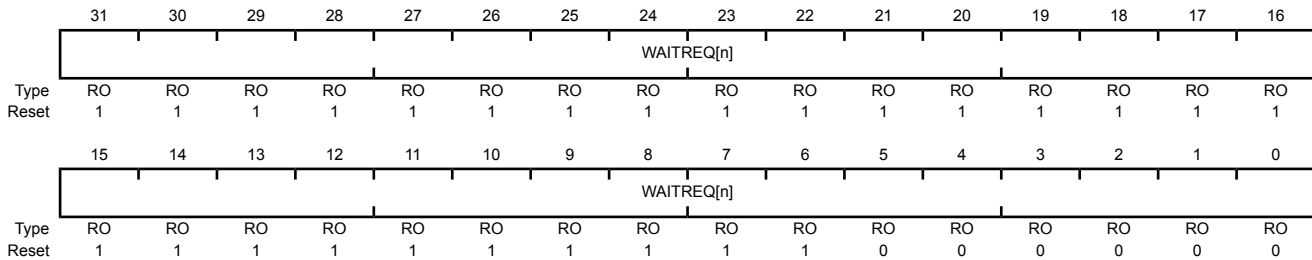 31 30 29 28 27 26 25 24 23 22 21 20 19 18 17 16
WAITREQ[n]
Type RO RO RO RO RO RO RO RO RO RO RO RO RO RO RO RO
Reset 1 1 1 1 1 1 1 1 1 1 1 1 1 1 1 1
15 14 13 12 11 10 9 8 7 6 5 4 3 2 1 0
WAITREQ[n]
Type RO RO RO RO RO RO RO RO RO RO RO RO RO RO RO RO
Reset 1 1 1 1 1 1 1 1 1 1 0 0 0 0 0 0